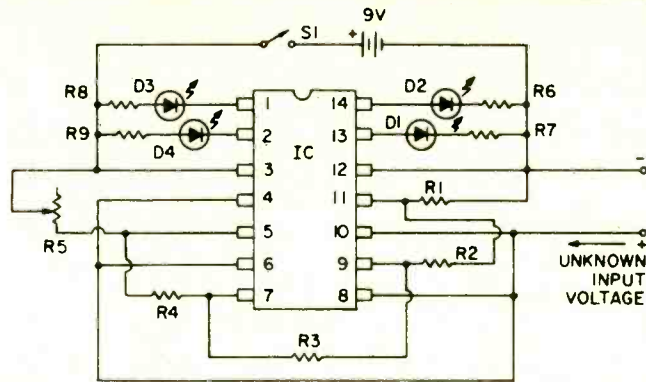 9V
S1
+
R8
D3
D2
R6
1
14
R9
D4
D1
R7
2
13
IC
3
12
-
4
11
R1
R5
5
10
+
6
9
R2
UNKNOWN
INPUT
VOLTAGE
R4
7
8
R3